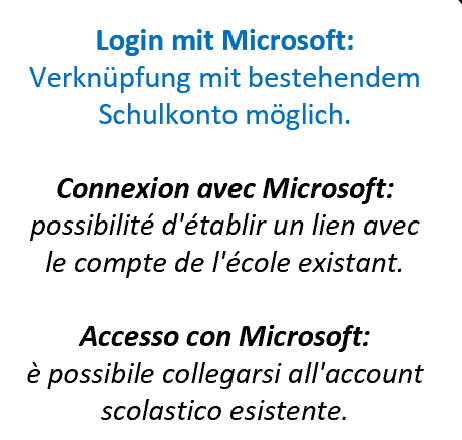 Login mit Microsoft:
Verknüpfung mit bestehendem
Schulkonto möglich.
Connexion avec Microsoft:
possibilité d'établir un lien avec
le compte de l'école existant.
Accesso con Microsoft:
è possibile collegarsi all'account
scolastico esistente.